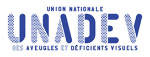 UNION NATIONALE
UNADEV
DES AVEUGLES ET DÉFICIENTS VISUELS